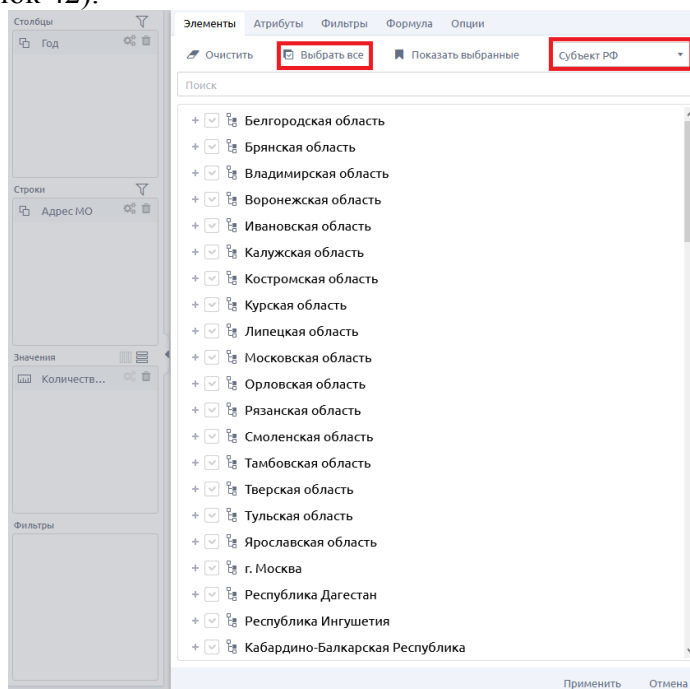 нок 42).
Столбцы
Год
Строки
Адрес МО
Значения
Количеств...
Фильтры
Элементы Атрибуты Фильтры Формула Опции
Очистить Выбрать все Показать выбранные Субъект РФ
Поиск
Белгородская область
Брянская область
Владимирская область
Воронежская область
Ивановская область
Калужская область
Костромская область
Курская область
Липецкая область
Московская область
Орловская область
Рязанская область
Смоленская область
Тамбовская область
Тверская область
Тульская область
Ярославская область
г. Москва
Республика Дагестан
Республика Ингушетия
Кабардино-Балкарская Республика
Применить Отмена